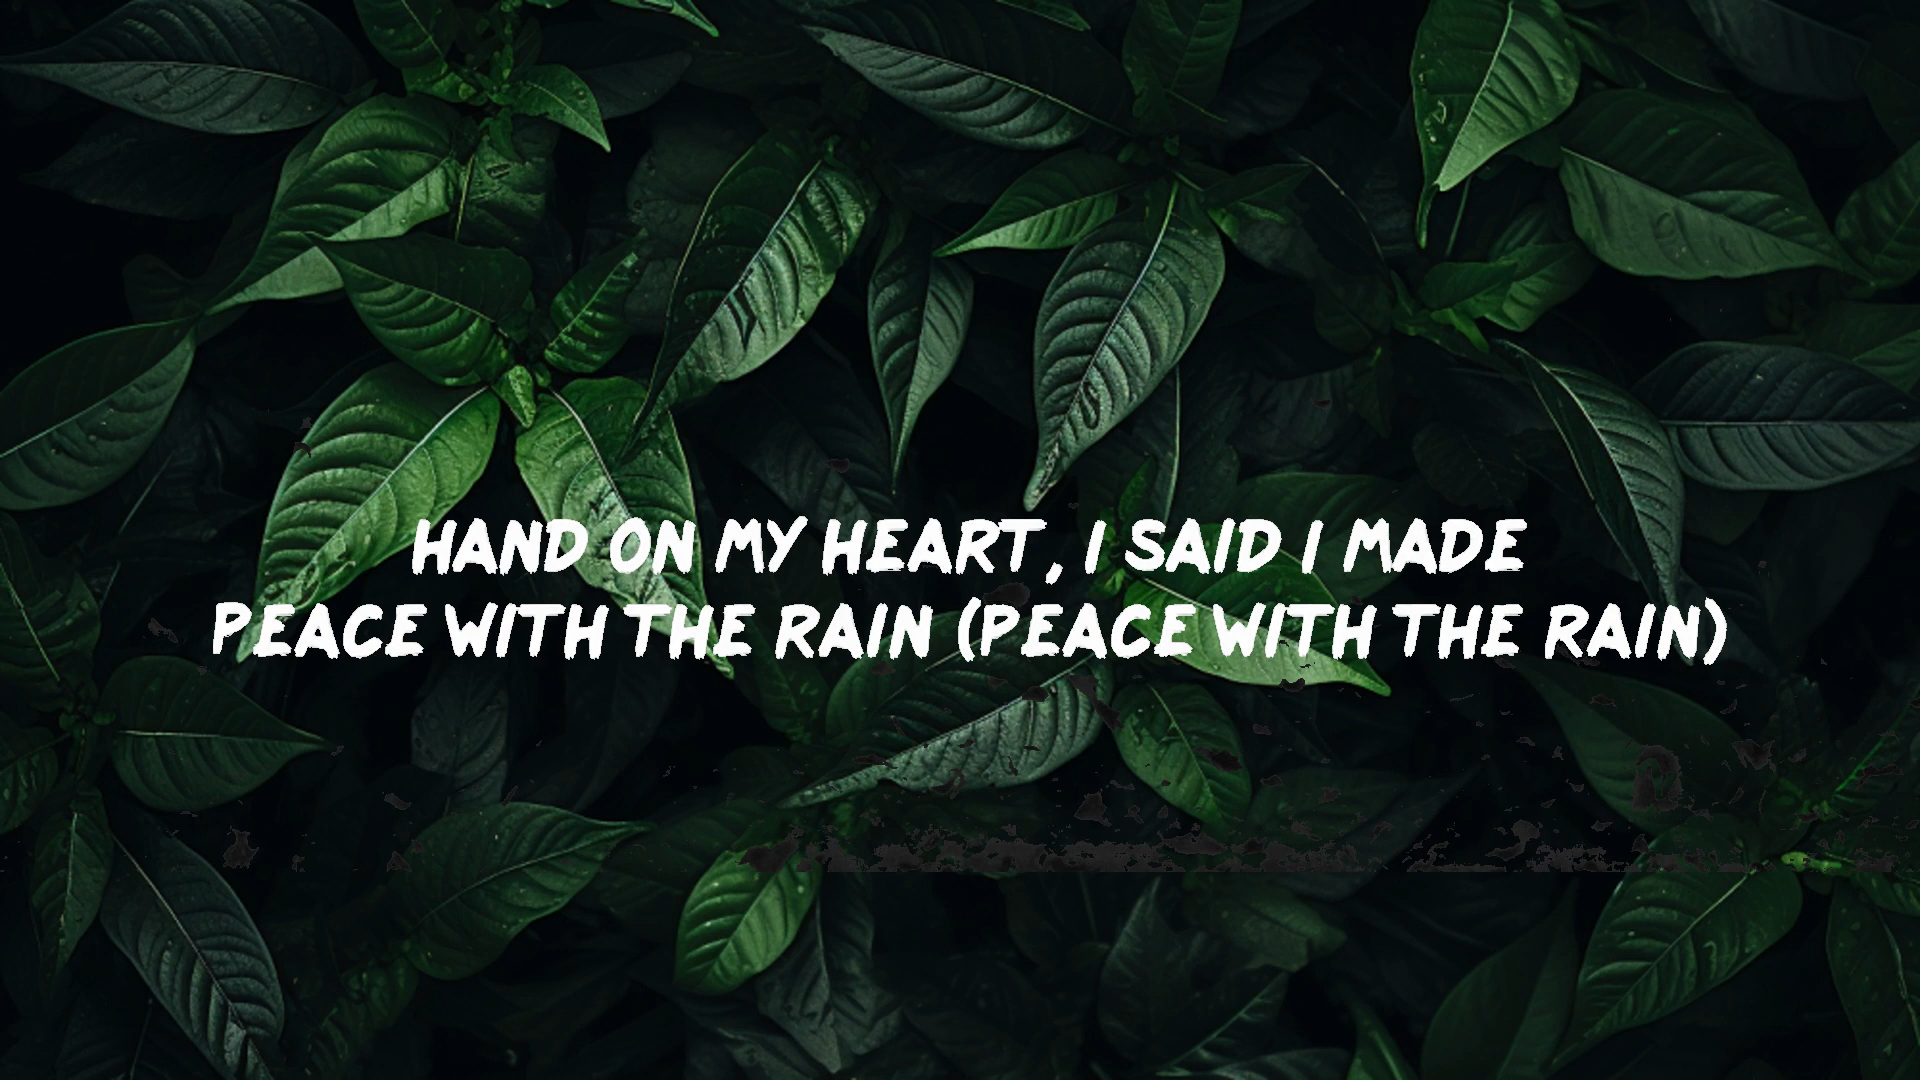 HAND ON MY HEART, I SAID I MADE
PEACE WITH THE RAIN (PEACE WITH THE RAIN)